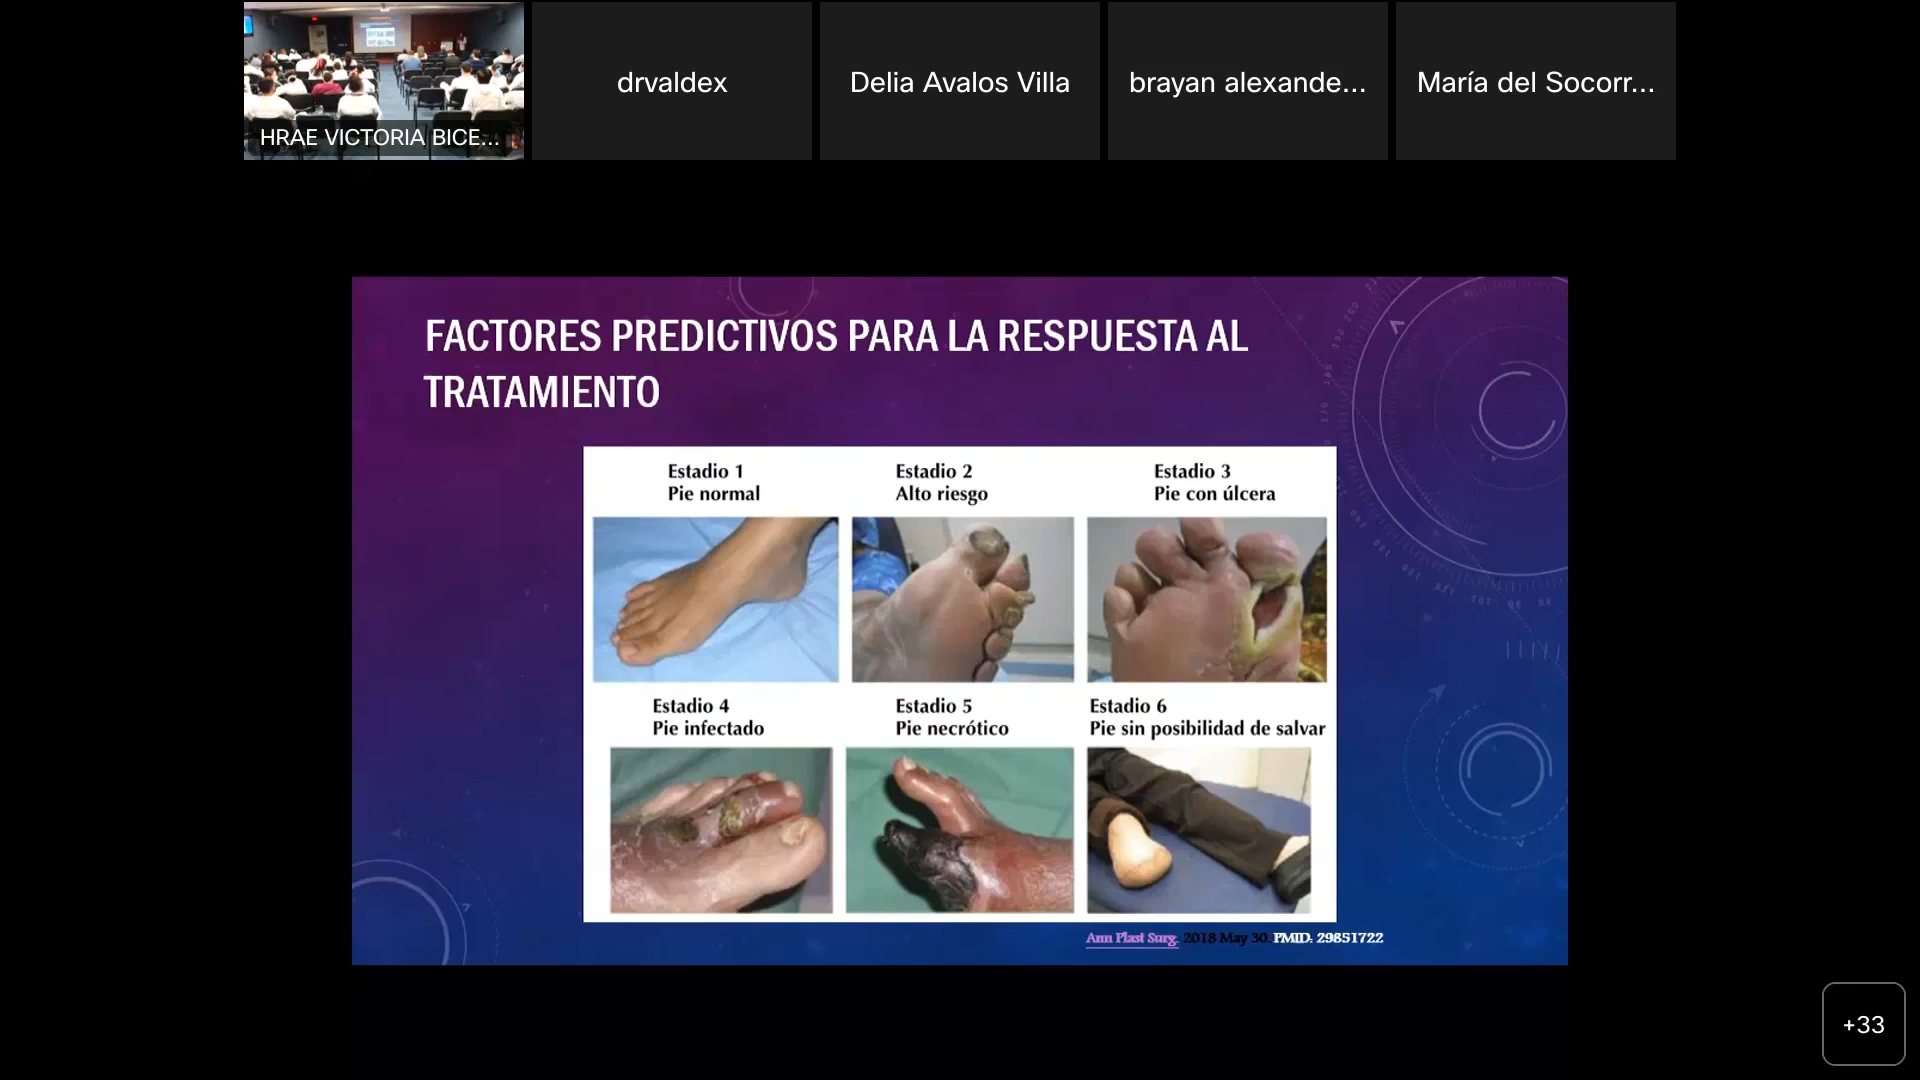 HRAE VICTORIA BICE...
drvaldex
Delia Avalos Villa
brayan alexande...
María del Socorr...
FACTORES PREDICTIVOS PARA LA RESPUESTA AL
TRATAMIENTO
Estadio 1
Pie normal
Estadio 2
Alto riesgo
Estadio 3
Pie con úlcera
Estadio 4
Pie infectado
Estadio 5
Pie necrótico
Estadio 6
Pie sin posibilidad de salvar
Ann Plast Surg. 2018 May 30. PMID: 29851722
+33